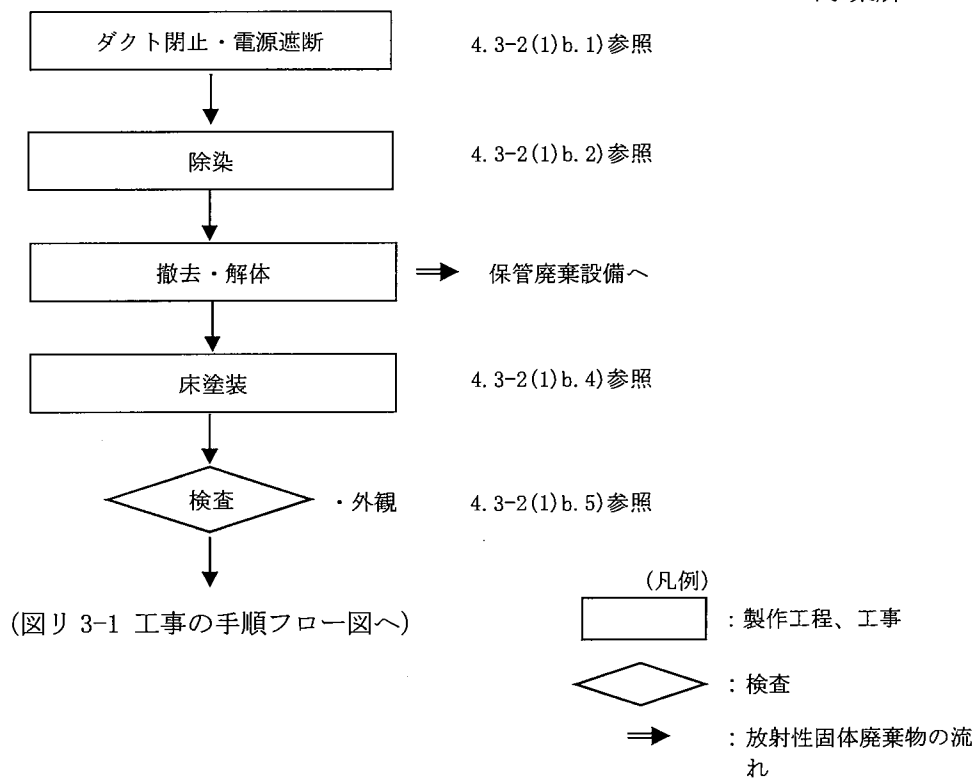 ダクト閉止・電源遮断 4.3-2(1)b.1)参照
除染 4.3-2(1)b.2)参照
撤去・解体 保管廃棄設備へ
床塗装 4.3-2(1)b.4)参照
検査 ・外観 4.3-2(1)b.5)参照
(図リ 3-1 工事の手順フロー図へ)
(凡例)
：製作工程、工事
：検査
：放射性固体廃棄物の流
れ